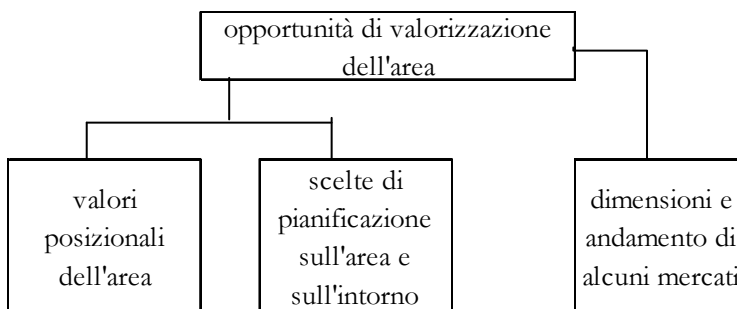 opportunità di valorizzazione
dell'area
valori
posizionali
dell'area
scelte di
pianificazione
sull'area e
sull'intorno
dimensioni e
andamento di
alcuni mercati